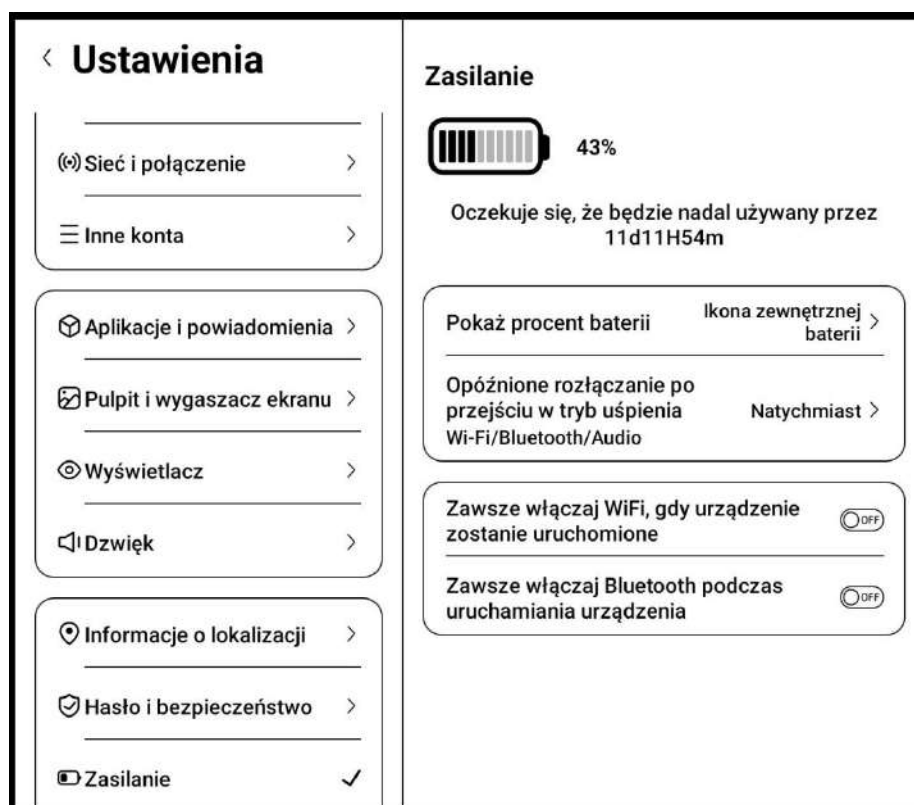 Ustawienia
Sieć i połączenie
Inne konta
Aplikacje i powiadomienia
Pulpit i wygaszacz ekranu
Wyświetlacz
Dzwięk
Informacje o lokalizacji
Hasło i bezpieczeństwo
Zasilanie
Zasilanie
43%
Oczekuje się, że będzie nadal używany przez
11d11H54m
Pokaż procent baterii
Ikona zewnętrznej
baterii
Opóźnione rozłączanie po
przejściu w tryb uśpienia
Wi-Fi/Bluetooth/Audio
Natychmiast
Zawsze włączaj WiFi, gdy urządzenie
zostanie uruchomione
OFF
Zawsze włączaj Bluetooth podczas
uruchamiania urządzenia
OFF